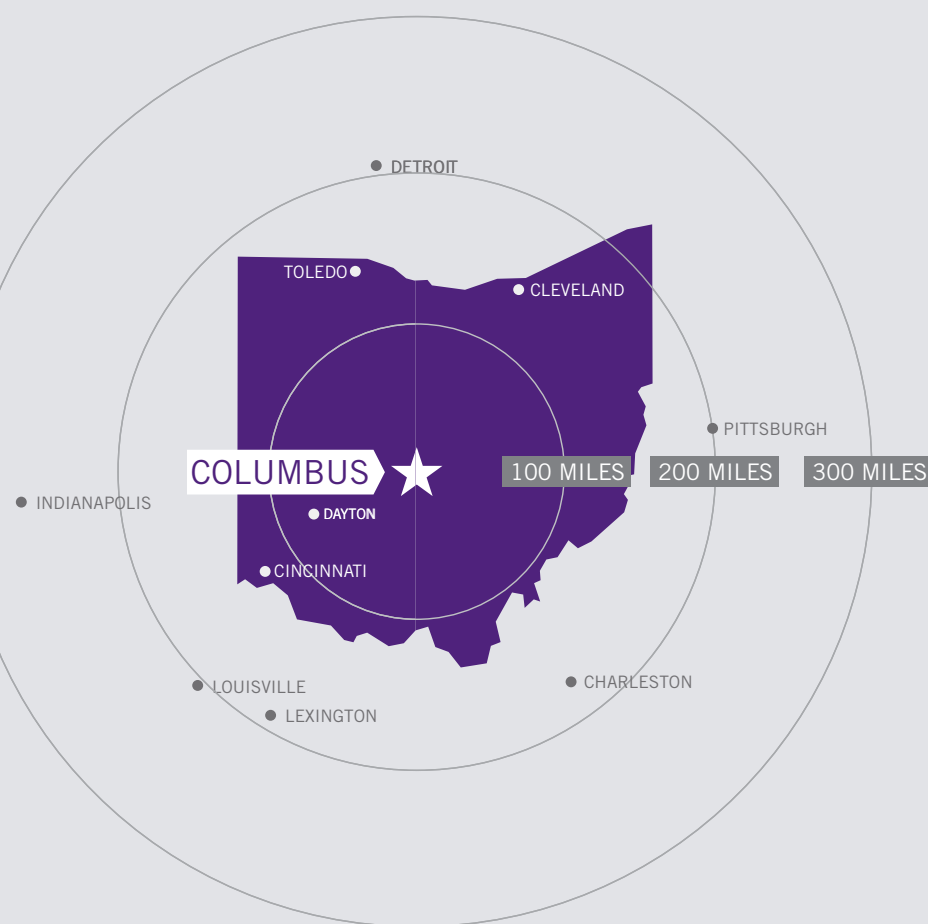 DETROIT
TOLEDO
CLEVELAND
PITTSBURGH
COLUMBUS
100 MILES
200 MILES
300 MILES
INDIANAPOLIS
DAYTON
CINCINNATI
LOUISVILLE
CHARLESTON
LEXINGTON